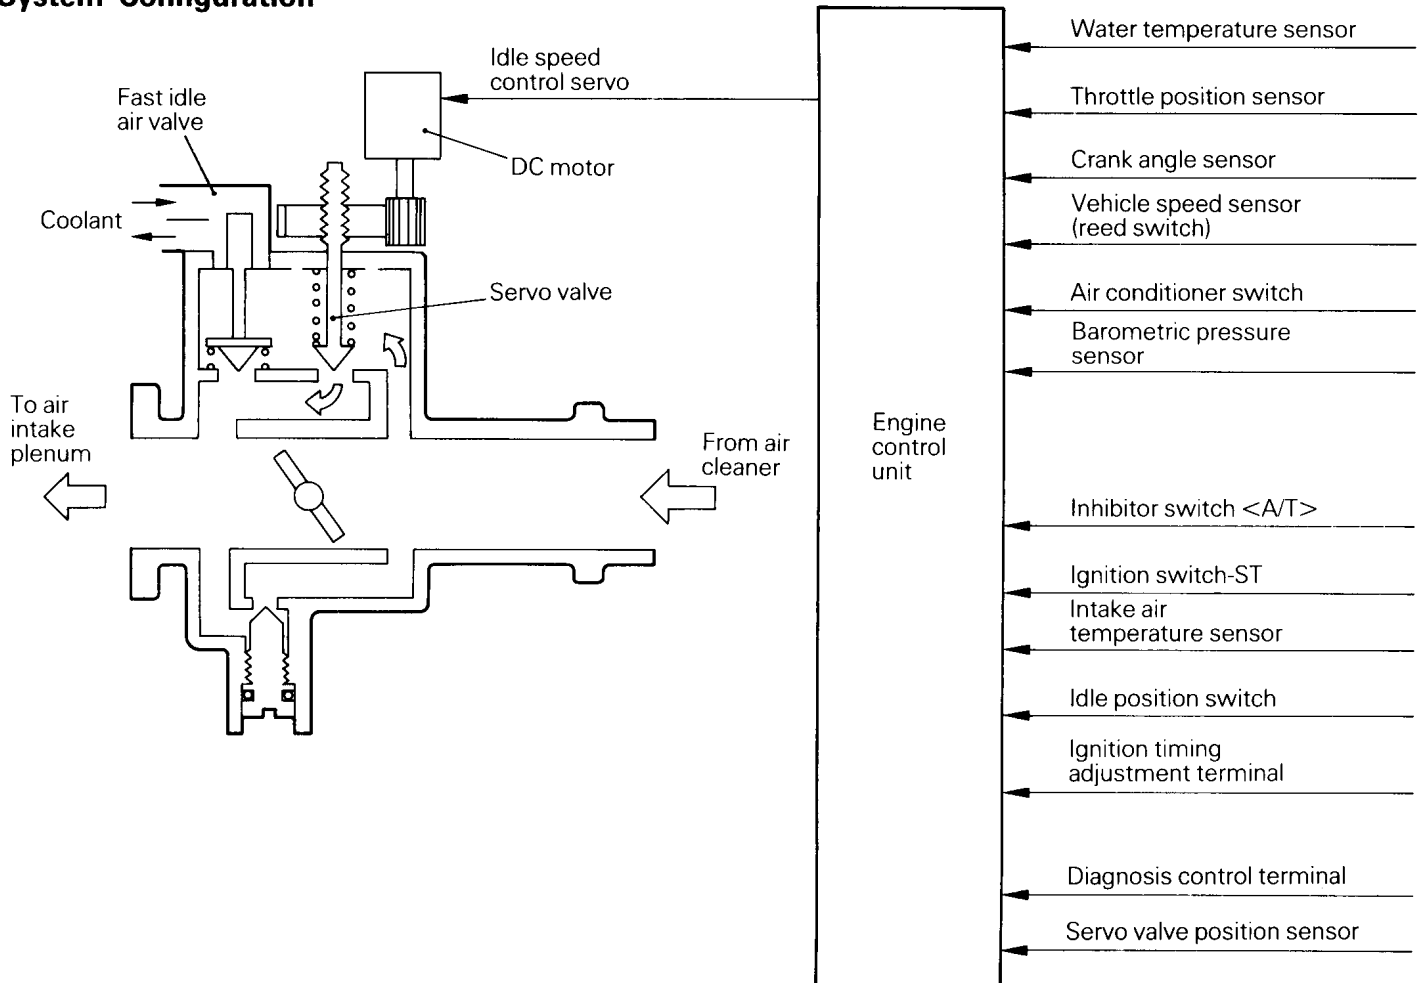 System Configuration
Idle speed
control servo
Fast idle
air valve
DC motor
Coolant
Servo valve
To air
intake
plenum
From air
cleaner
Engine
control
unit
Water temperature sensor
Throttle position sensor
Crank angle sensor
Vehicle speed sensor
(reed switch)
Air conditioner switch
Barometric pressure
sensor
Inhibitor switch <A/T>
Ignition switch-ST
Intake air
temperature sensor
Idle position switch
Ignition timing
adjustment terminal
Diagnosis control terminal
Servo valve position sensor